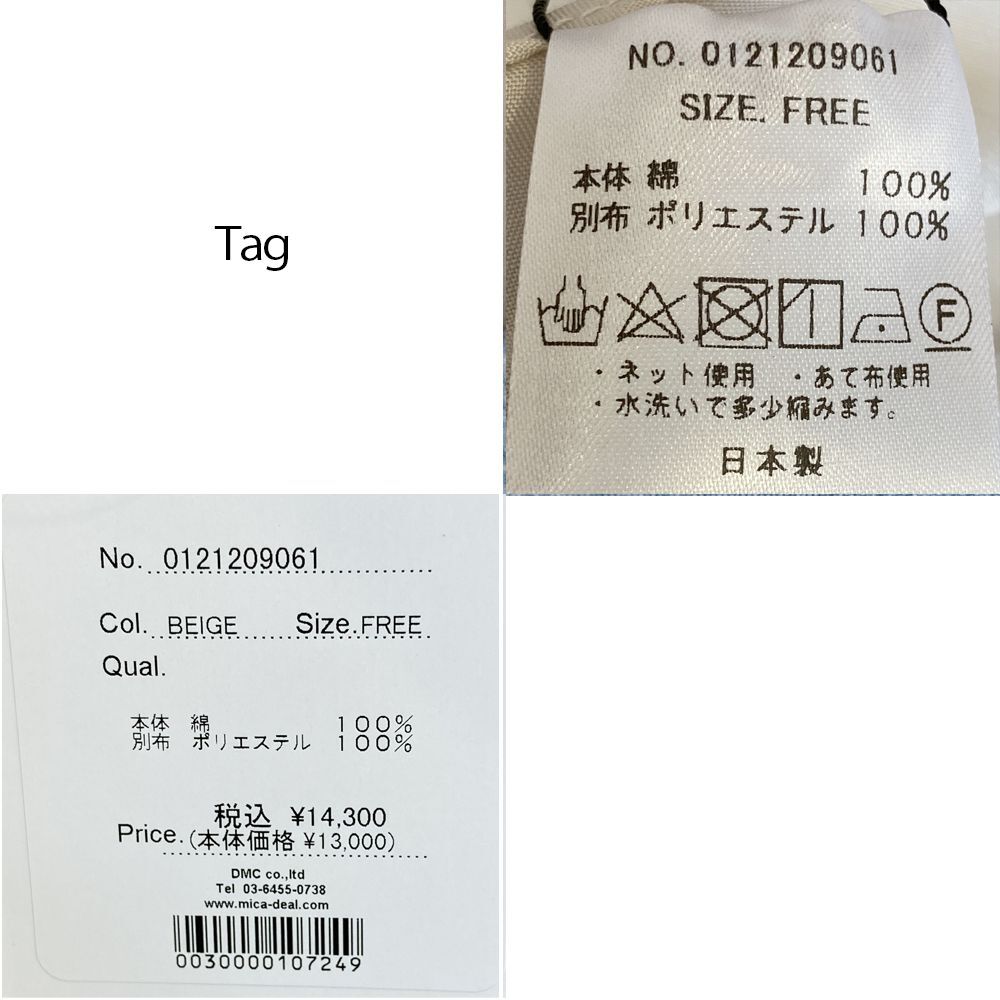 Tag
NO. 0121209061
SIZE. FREE
本体 綿 100%
別布 ポリエステル 100%
F
・ネット使用 ・あて布使用
・水洗いで多少縮みます。
日本製
No. 0121209061
Col. BEIGE Size.FREE
Qual.
本体 綿 100%
別布 ポリエステル 100%
税込 ¥14,300
Price.(本体価格 ¥13,000)
DMC co.,ltd
Tel 03-6455-0738
www.mica-deal.com
0030000107249